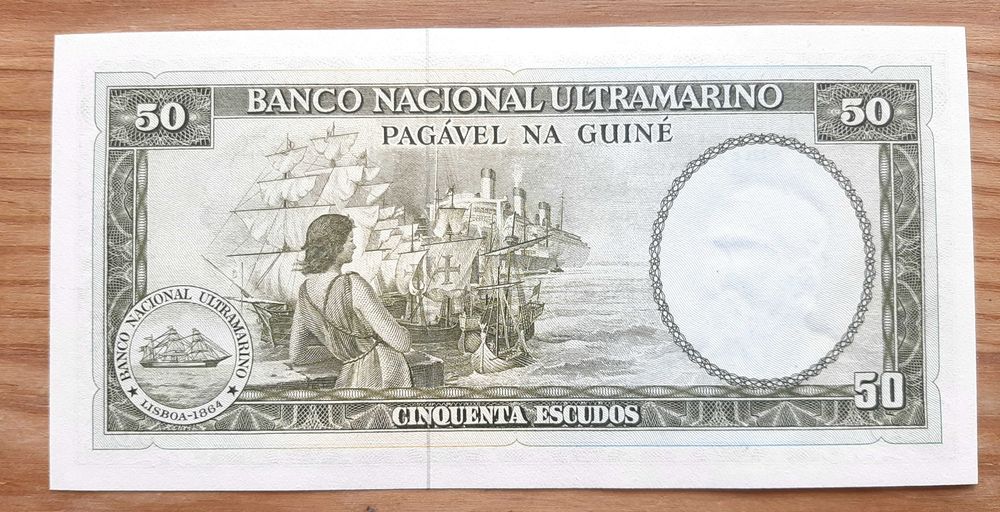 50
BANCO NACIONAL ULTRAMARINO
50
PAGÁVEL NA GUINÉ
BANCO NACIONAL ULTRAMARINO
LISBOA-1864
50
CINQUENTA ESCUDOS